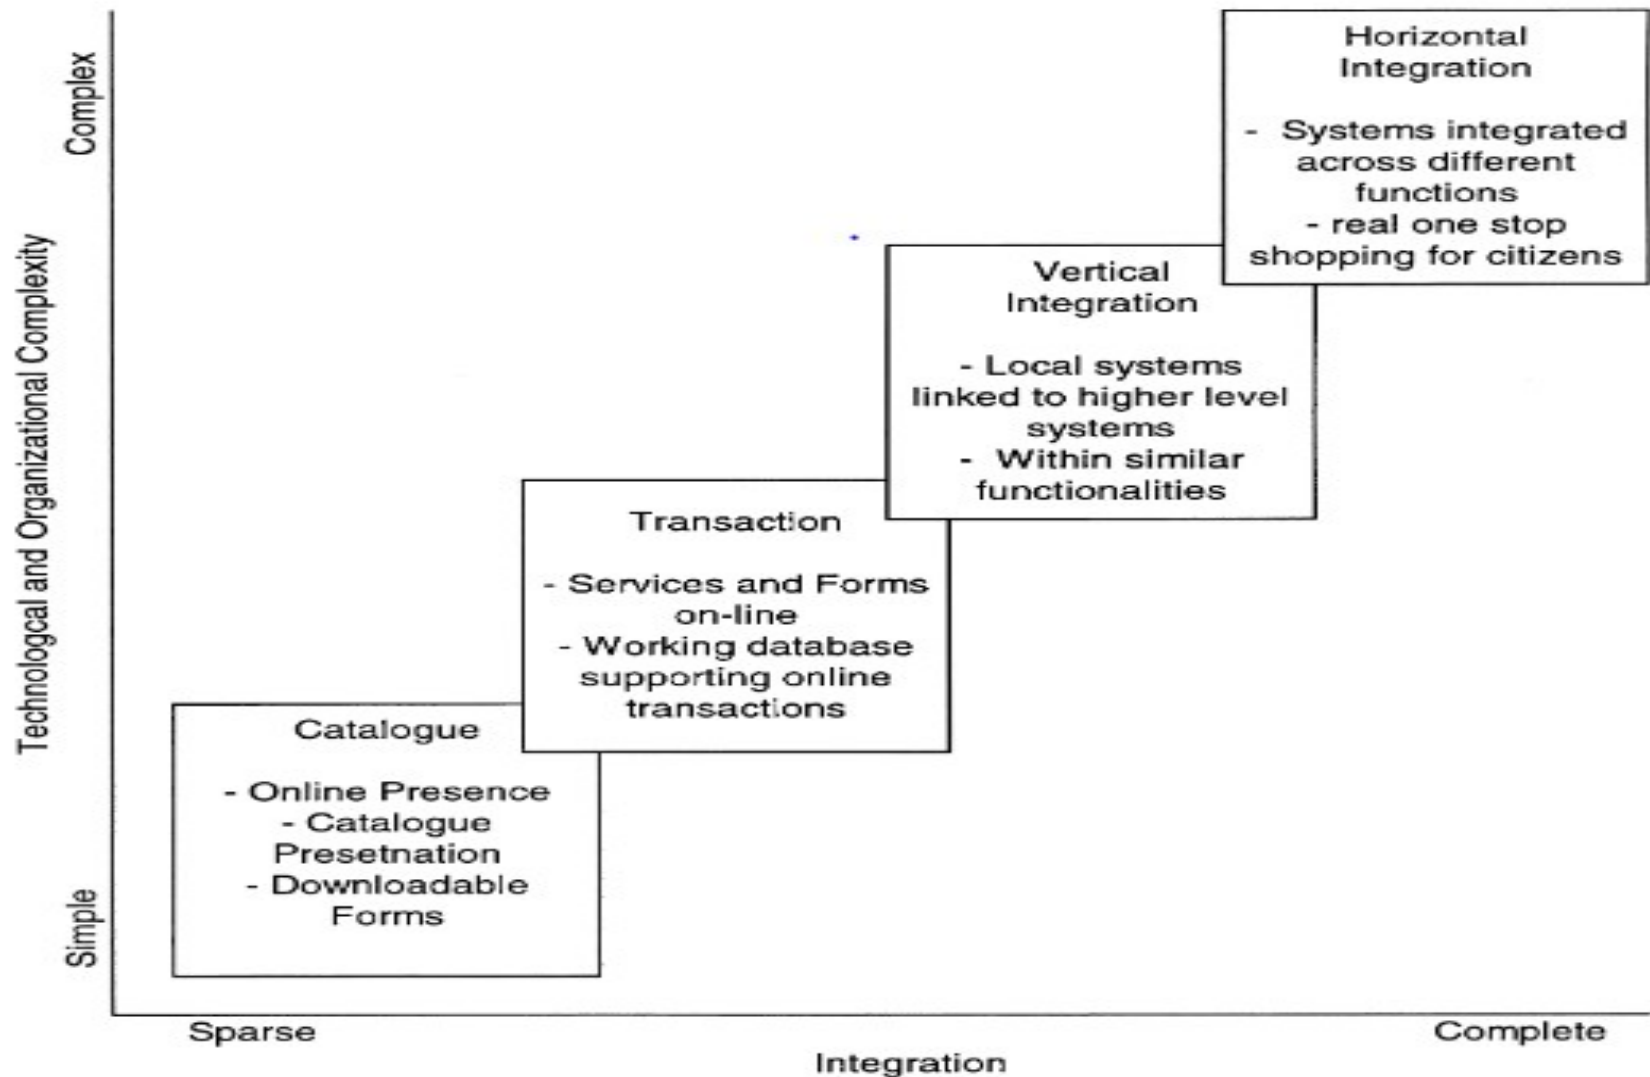 Technologcal and Organizational Complexity
Complex
Simple
Horizontal
Integration
- Systems integrated
across different
functions
- real one stop
shopping for citizens
Vertical
Integration
- Local systems
linked to higher level
systems
- Within similar
functionalities
Transaction
- Services and Forms
on-line
- Working database
supporting online
transactions
Catalogue
- Online Presence
- Catalogue
Presetnation
- Downloadable
Forms
Sparse
Complete
Integration